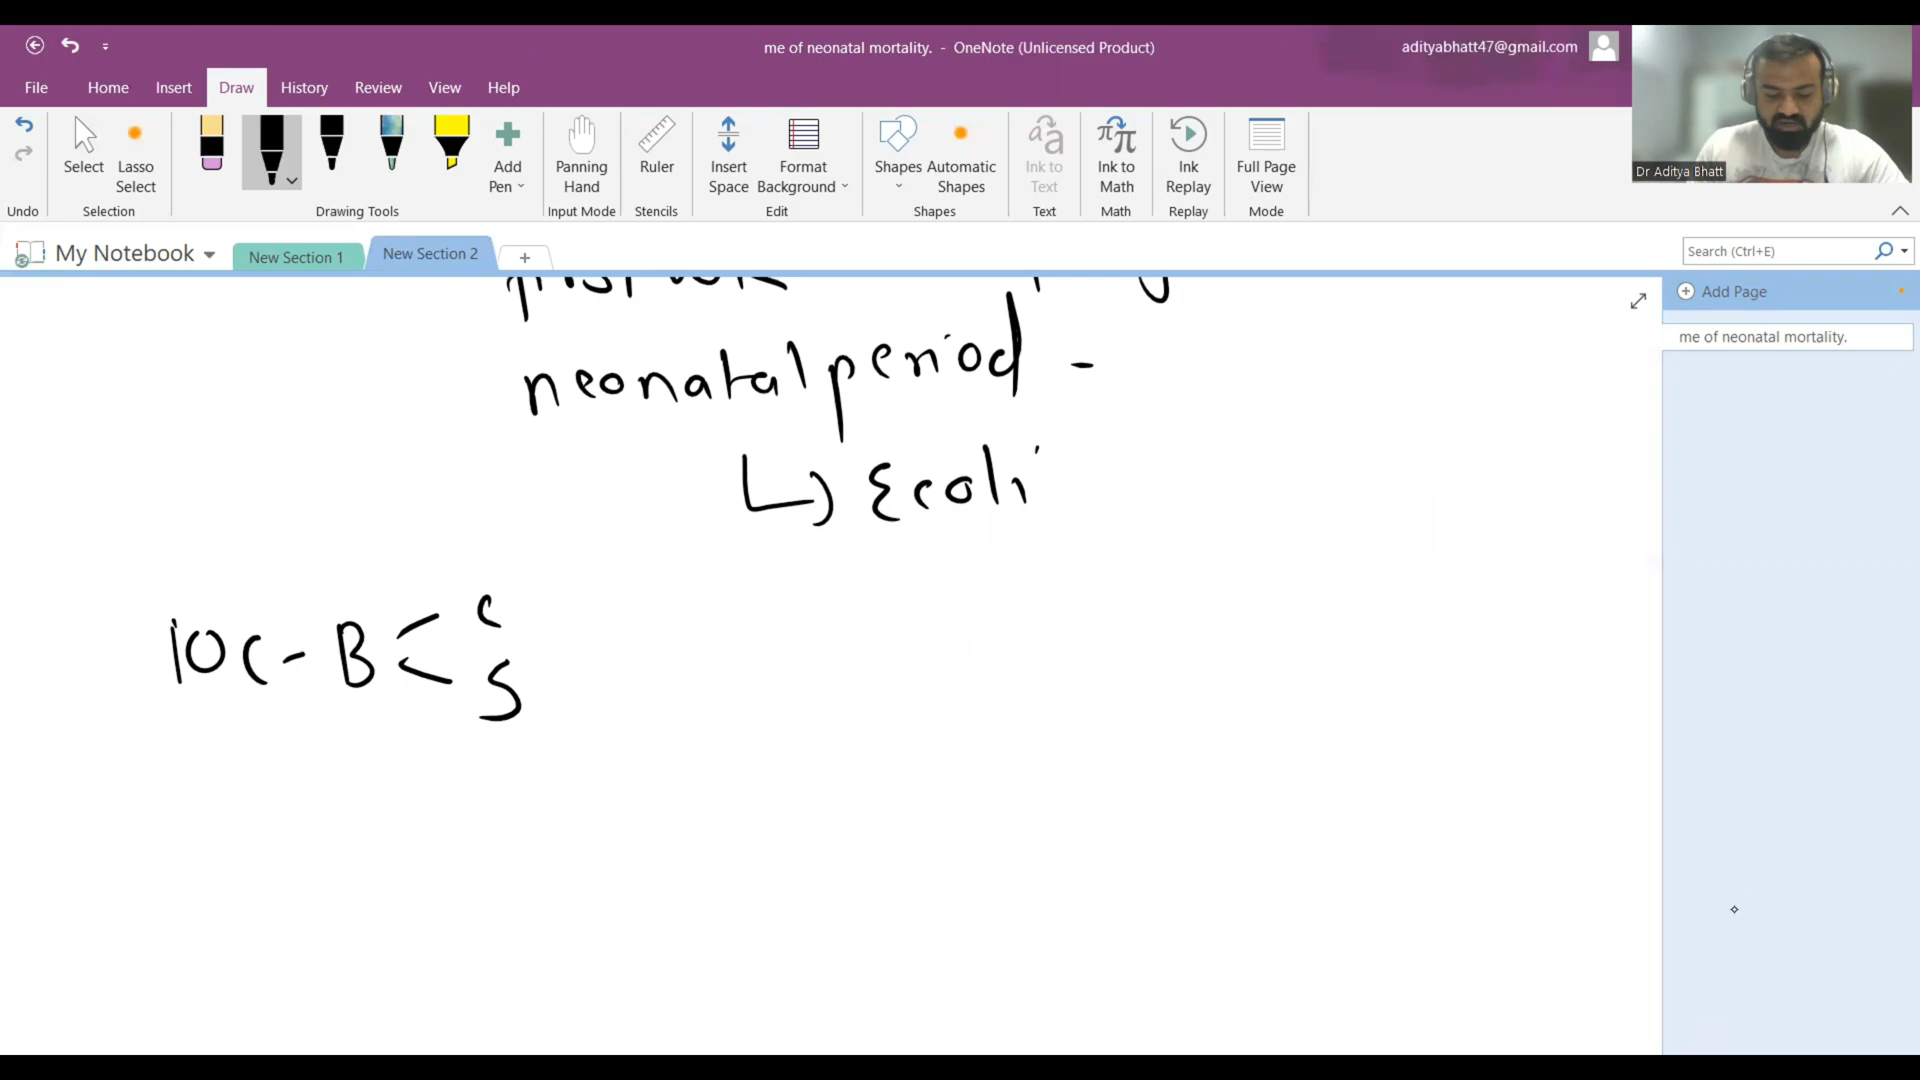 me of neonatal mortality. - OneNote (Unlicensed Product)
adityabhatt47@gmail.com
File Home Insert Draw History Review View Help
Select
Lasso Select
Add Pen
Panning Hand
Ruler
Insert Space
Format Background
Shapes
Automatic Shapes
Ink to Text
Ink to Math
Ink Replay
Full Page View
Undo Selection Drawing Tools Input Mode Stencils Edit Shapes Text Math Replay Mode
Dr Aditya Bhatt
My Notebook New Section 1 New Section 2
Search (Ctrl+E)
Add Page
me of neonatal mortality.
neonatal period -
Ecoli
IOC - B < C
S